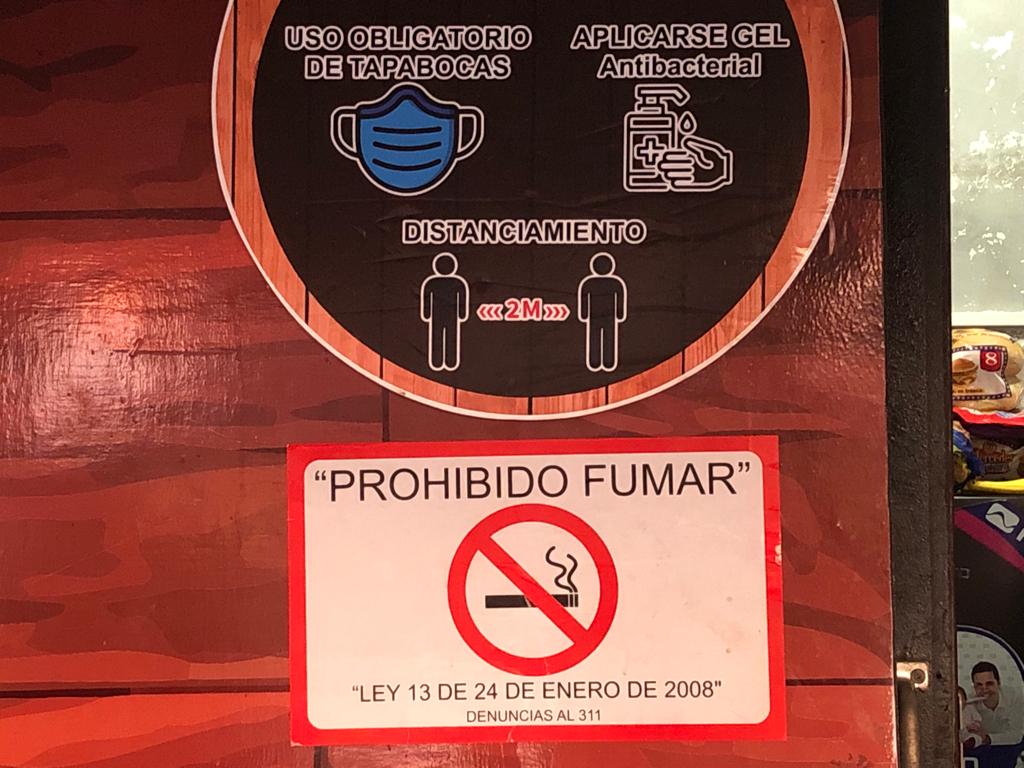 USO OBLIGATORIO
DE TAPABOCAS
APLICARSE GEL
Antibacterial
DISTANCIAMIENTO
<<<2M>>>
"PROHIBIDO FUMAR"
"LEY 13 DE 24 DE ENERO DE 2008"
DENUNCIAS AL 311
8